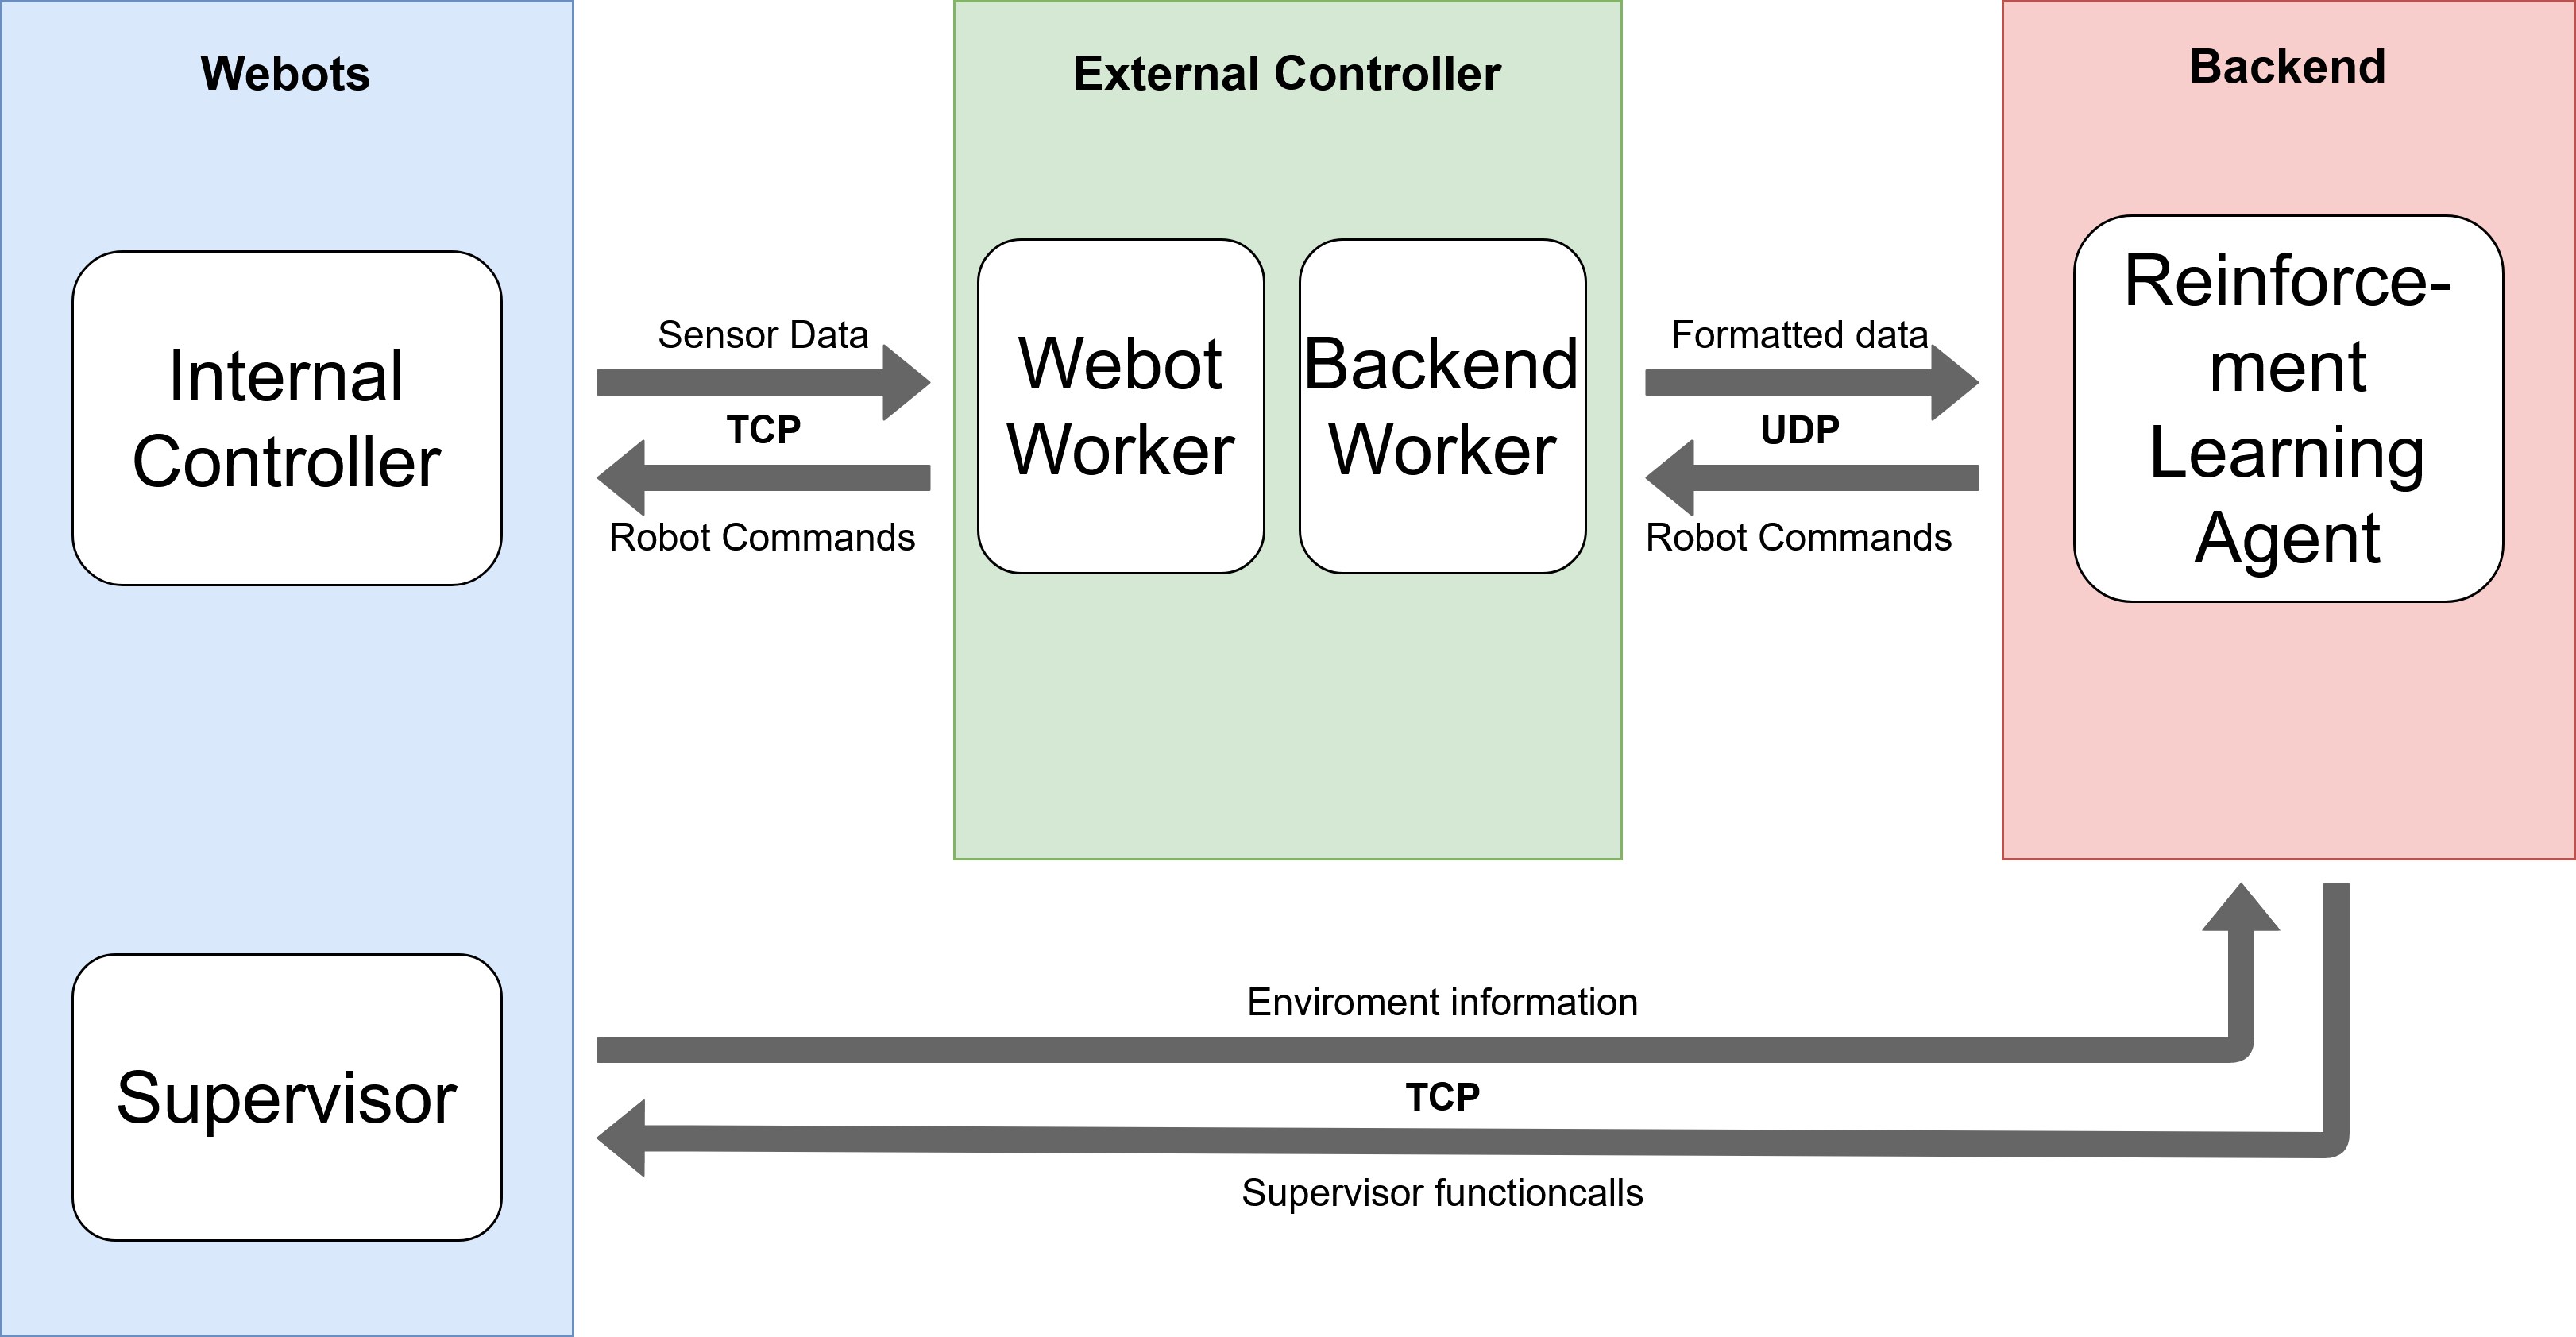 Webots
External Controller
Backend
Internal
Controller
Sensor Data
TCP
Robot Commands
Webot
Worker
Backend
Worker
Formatted data
UDP
Robot Commands
Reinforce-
ment
Learning
Agent
Supervisor
Enviroment information
TCP
Supervisor functioncalls